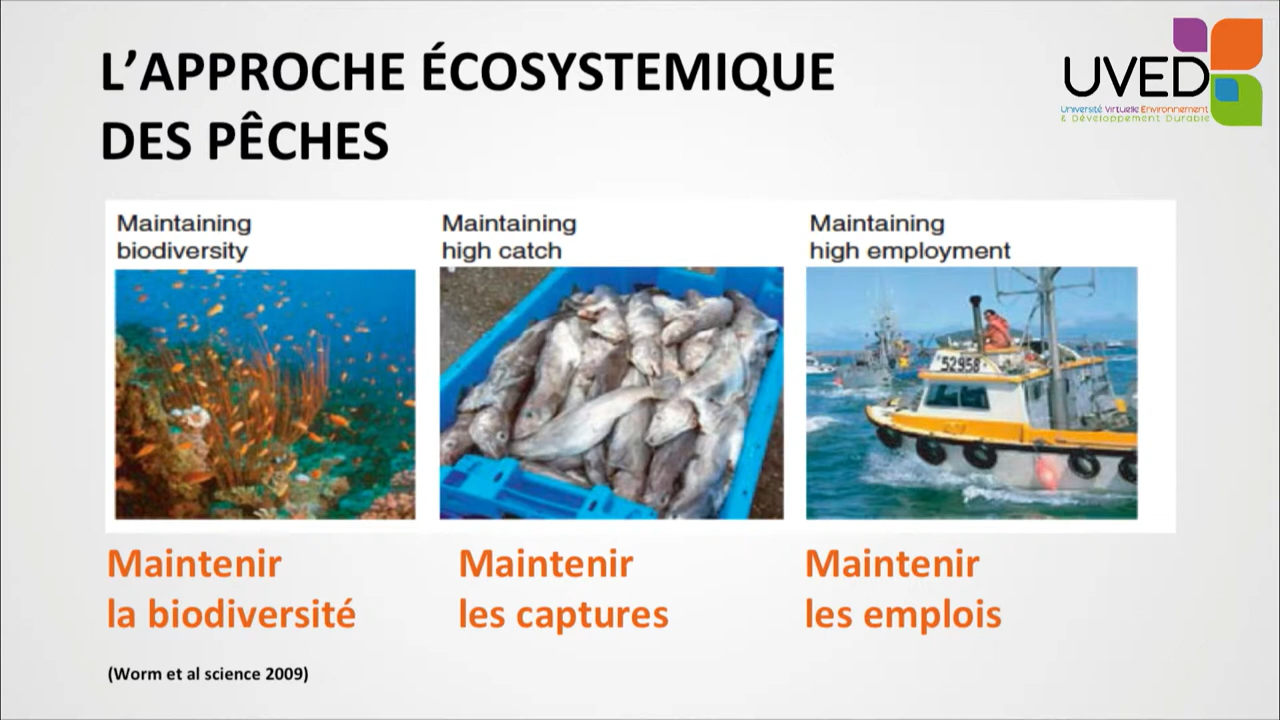 L’APPROCHE ÉCOSYSTEMIQUE
DES PÊCHES
UVED
Université Virtuelle Environnement
& Développement Durable
Maintaining
biodiversity
Maintaining
high catch
Maintaining
high employment
52958
Maintenir
la biodiversité
Maintenir
les captures
Maintenir
les emplois
(Worm et al science 2009)